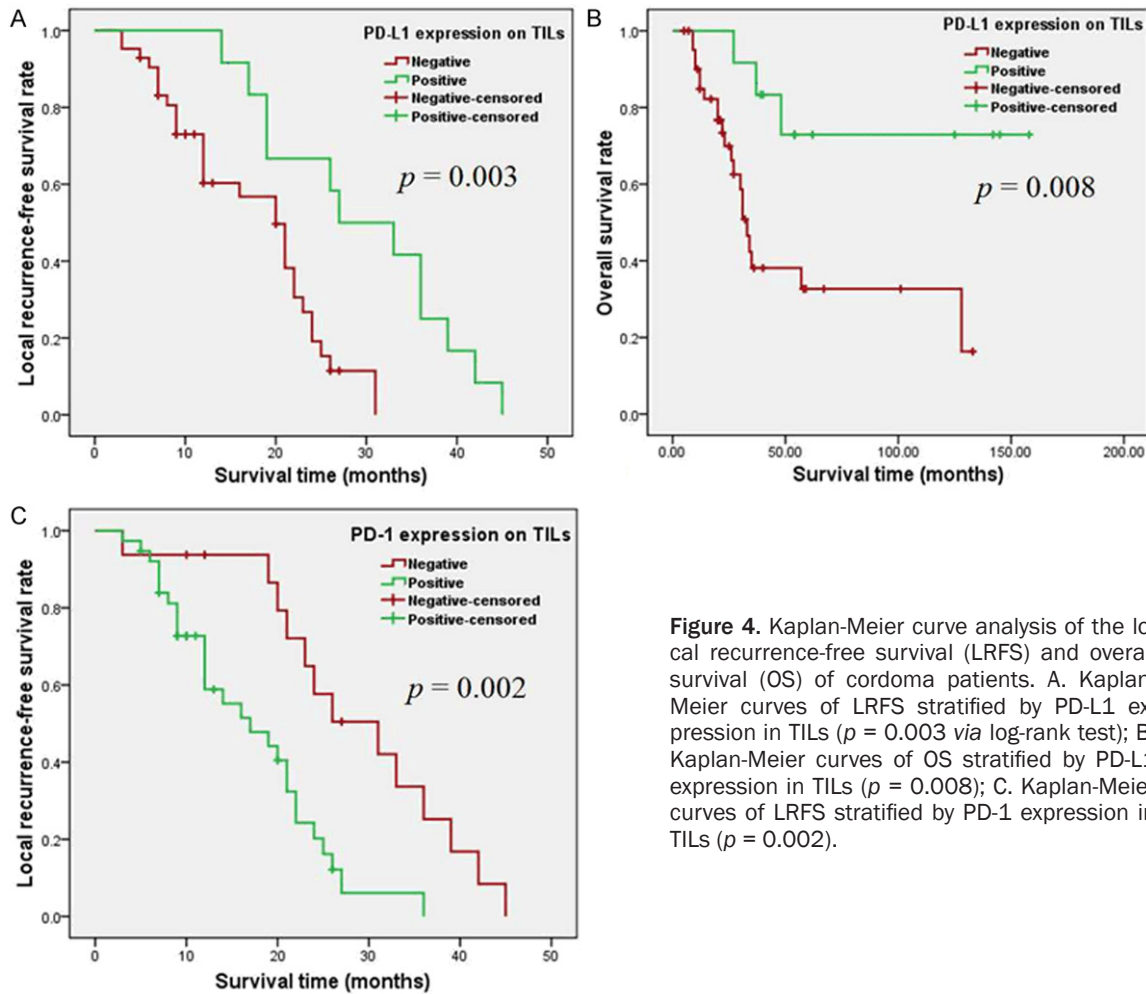 A
PD-L1 expression on TILs
Negative
Positive
Negative-censored
Positive-censored
p = 0.003
Local recurrence-free survival rate
1.0
0.8
0.6
0.4
0.2
0.0
0
10
20
30
40
50
Survival time (months)
B
PD-L1 expression on TILs
Negative
Positive
Negative-censored
Positive-censored
p = 0.008
Overall survival rate
1.0
0.8
0.6
0.4
0.2
0.0
0.00
50.00
100.00
150.00
200.00
Survival time (months)
C
PD-1 expression on TILs
Negative
Positive
Negative-censored
Positive-censored
p = 0.002
Local recurrence-free survival rate
1.0
0.8
0.6
0.4
0.2
0.0
0
10
20
30
40
50
Survival time (months)
Figure 4. Kaplan-Meier curve analysis of the lo
cal recurrence-free survival (LRFS) and overal
survival (OS) of cordoma patients. A. Kaplan
Meier curves of LRFS stratified by PD-L1 ex
pression in TILs (p = 0.003 via log-rank test); B
Kaplan-Meier curves of OS stratified by PD-L1
expression in TILs (p = 0.008); C. Kaplan-Meie
curves of LRFS stratified by PD-1 expression in
TILs (p = 0.002).